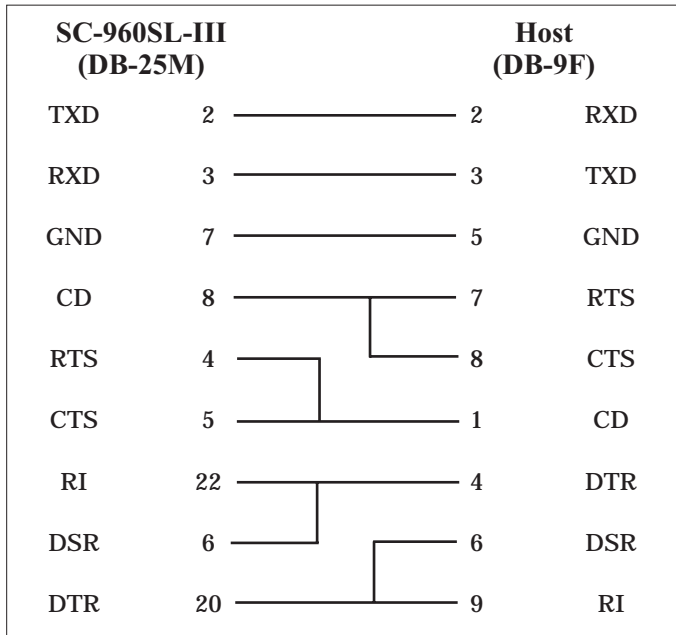 SC-960SL-III Host
(DB-25M) (DB-9F)
TXD 2 2 RXD
RXD 3 3 TXD
GND 7 5 GND
CD 8 7 RTS
RTS 4 8 CTS
CTS 5 1 CD
RI 22 4 DTR
DSR 6 6 DSR
DTR 20 9 RI